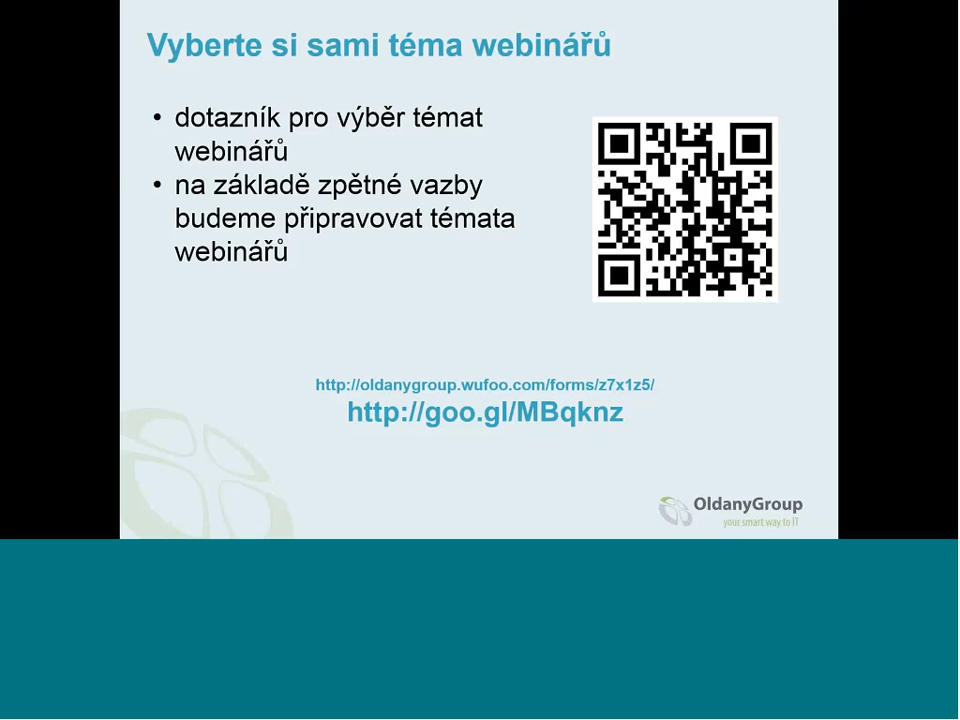 Vyberte si sami téma webinářů
• dotazník pro výběr témat
webinářů
• na základě zpětné vazby
budeme připravovat témata
webinářů
http://oldanygroup.wufoo.com/forms/z7x1z5/
http://goo.gl/MBqknz
OldanyGroup
your smart way to IT